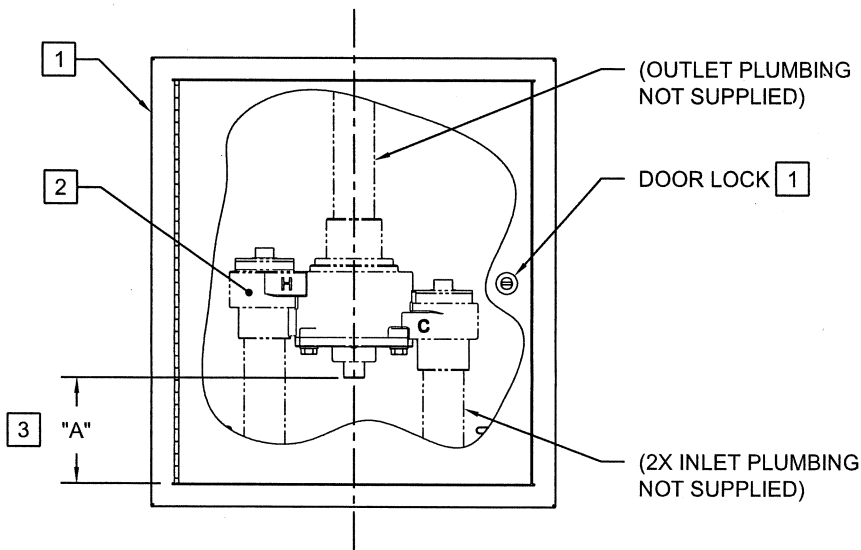 1
(OUTLET PLUMBING
NOT SUPPLIED)
2
DOOR LOCK 1
H
C
3 "A"
(2X INLET PLUMBING
NOT SUPPLIED)